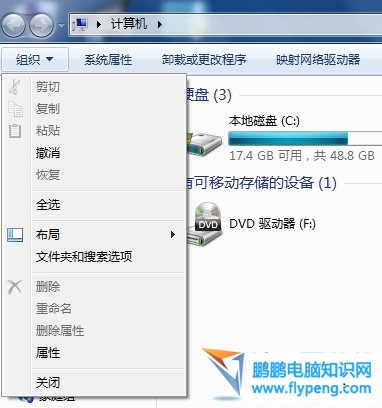 计算机
组织 系统属性 卸载或更改程序 映射网络驱动器
剪切
复制
粘贴
撤消
恢复
全选
布局
文件夹和搜索选项
删除
重命名
删除属性
属性
关闭
硬盘 (3)
本地磁盘 (C:)
17.4 GB 可用，共 48.8 GB
有可移动存储的设备 (1)
DVD
DVD 驱动器 (F:)
家庭组
鹏鹏电脑知识网
www.flypeng.com